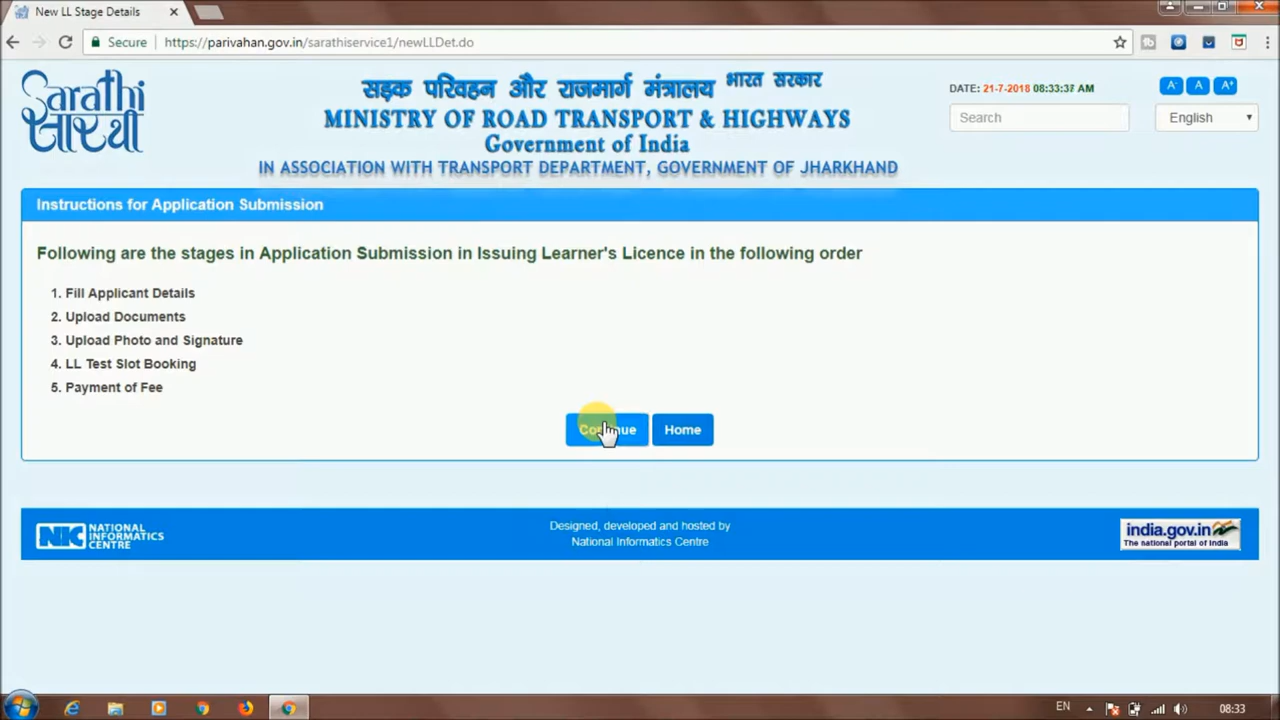 New LL Stage Details
Secure https://parivahan.gov.in/sarathiservice1/newLLDet.do
Sarathi
सारथी
सड़क परिवहन और राजमार्ग मंत्रालय भारत सरकार
MINISTRY OF ROAD TRANSPORT & HIGHWAYS
Government of India
IN ASSOCIATION WITH TRANSPORT DEPARTMENT, GOVERNMENT OF JHARKHAND
DATE: 21-7-2018 AM
A- A A+
Search English
Instructions for Application Submission
Following are the stages in Application Submission in Issuing Learner's Licence in the following order
1. Fill Applicant Details
2. Upload Documents
3. Upload Photo and Signature
4. LL Test Slot Booking
5. Payment of Fee
Continue Home
NIC NATIONAL
INFORMATICS
CENTRE
Designed, developed and hosted by
National Informatics Centre
india.gov.in
The national portal of India
EN 08:33